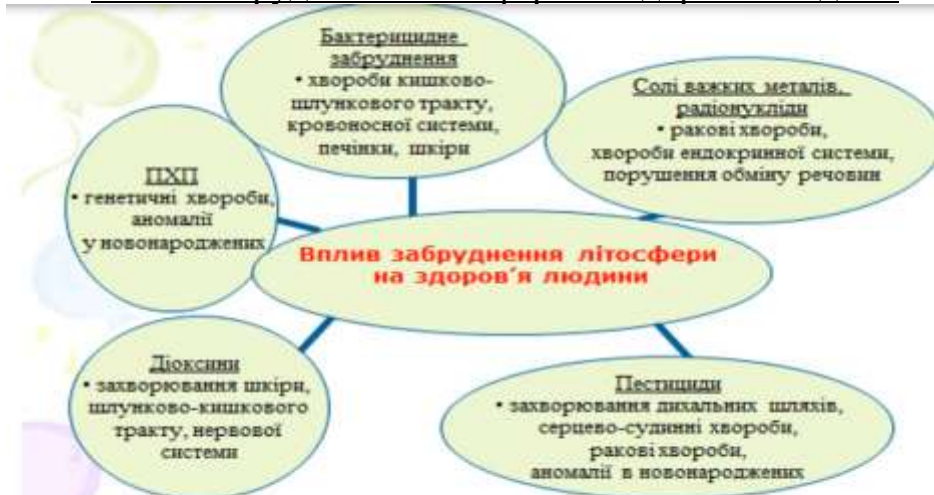 Бактерицидне
забруднення
• хвороби кишково-
шлункового тракту,
кровоносної системи,
печінки, шкіри
Солі важких металів,
радіонукліди
• ракові хвороби,
хвороби ендокринної системи,
порушення обміну речовин
ПХП
• генетичні хвороби,
аномалії
у новонароджених
Вплив забруднення літосфери
на здоров′я людини
Діоксини
• захворювання шкіри,
шлунково-кишкового
тракту, нервової
системи
Пестициди
• захворювання дихальних шляхів,
серцево-судинні хвороби,
ракові хвороби,
аномалії в новонароджених